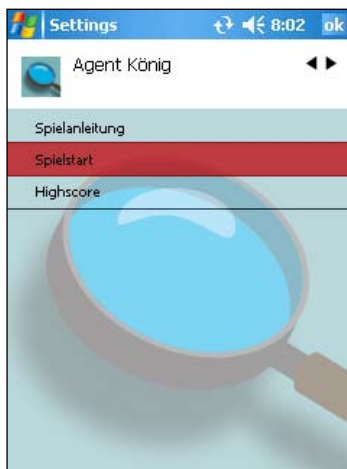 Settings 8:02 ok
Agent König
Spielanleitung
Spielstart
Highscore